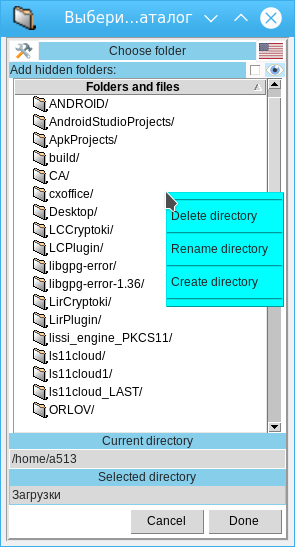 Выбери...аталог
Choose folder
Add hidden folders:
Folders and files
ANDROID/
AndroidStudioProjects/
ApkProjects/
build/
CA/
cxoffice/
Desktop/
LCCryptoki/
LCPlugin/
libgpg-error/
libgpg-error-1.36/
LirCryptoki/
LirPlugin/
lissi_engine_PKCS11/
ls11cloud/
ls11cloud1/
ls11cloud_LAST/
ORLOV/
Delete directory
Rename directory
Create directory
Current directory
/home/a513
Selected directory
Загрузки
Cancel Done